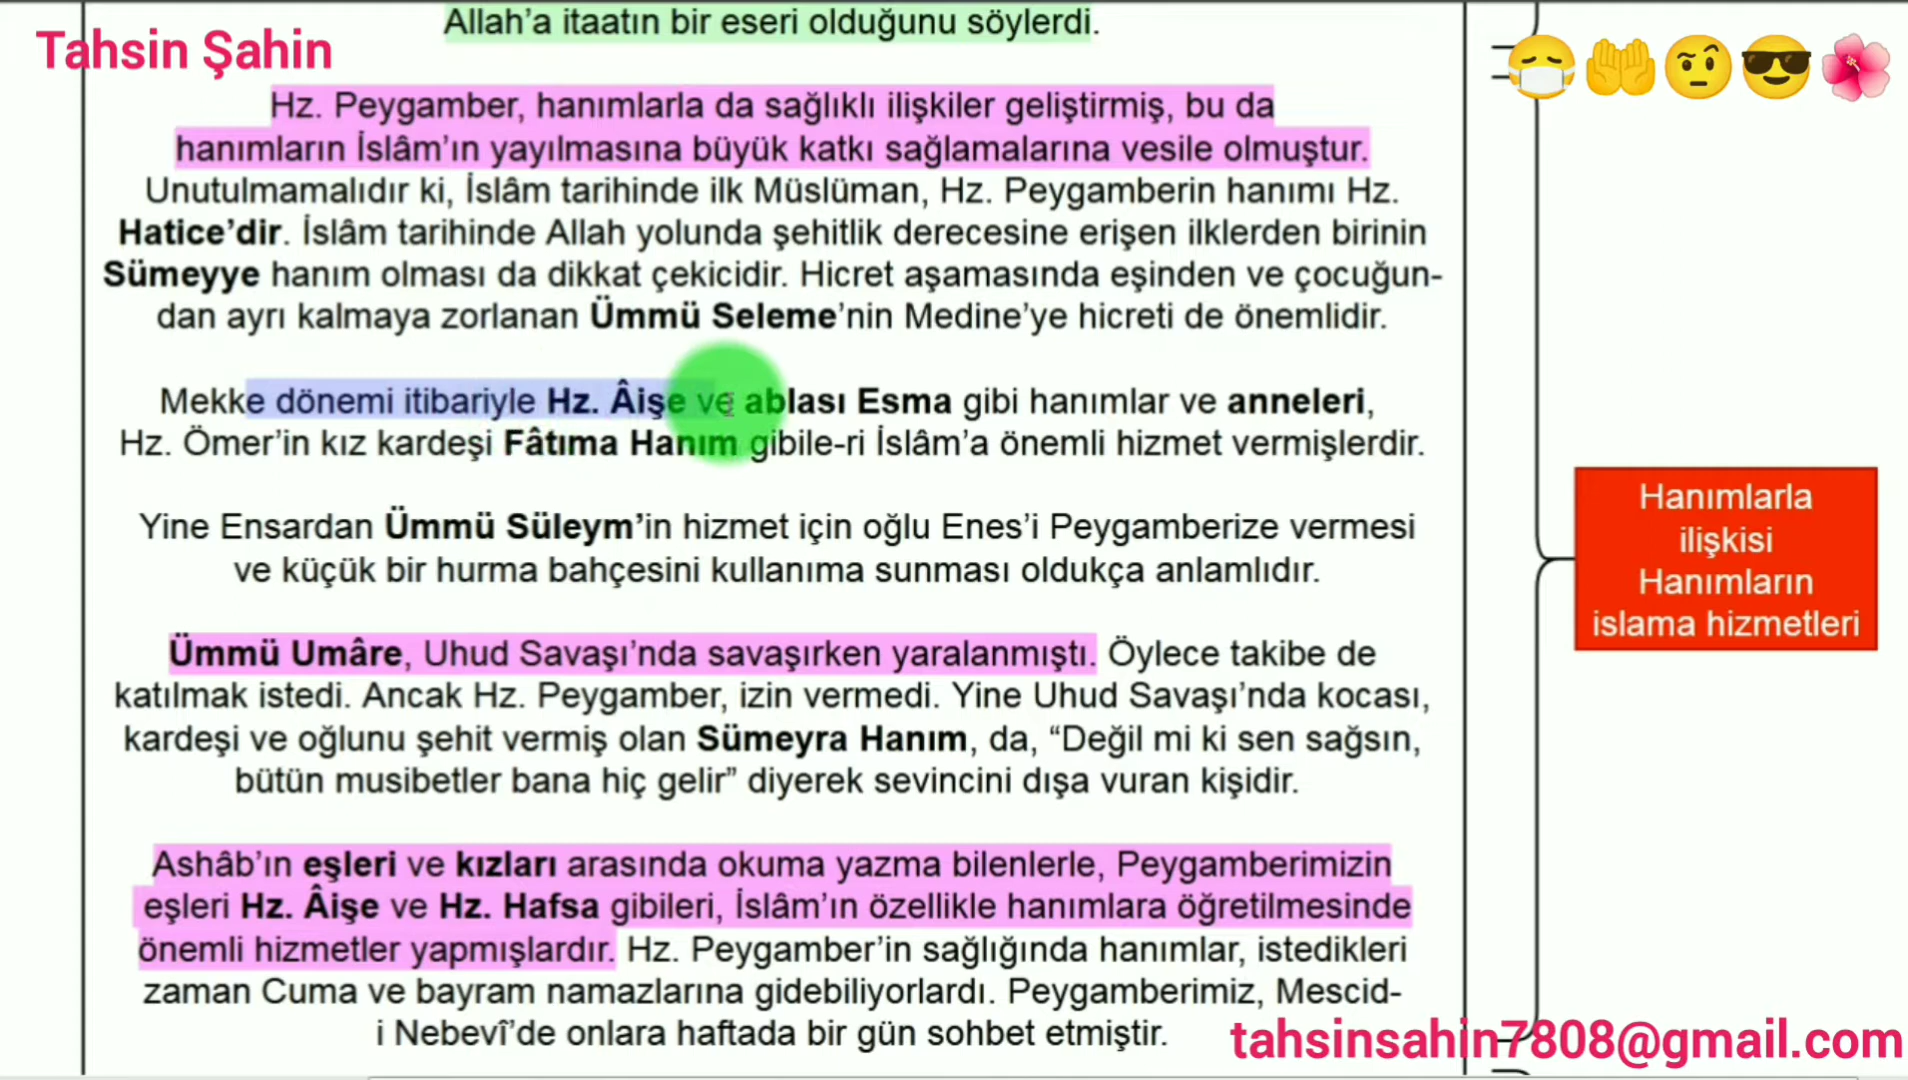 Allah’a itaatın bir eseri olduğunu söylerdi.
Tahsin Şahin
Hz. Peygamber, hanımlarla da sağlıklı ilişkiler geliştirmiş, bu da
hanımların İslâm’ın yayılmasına büyük katkı sağlamalarına vesile olmuştur.
Unutulmamalıdır ki, İslâm tarihinde ilk Müslüman, Hz. Peygamberin hanımı Hz.
Hatice’dir. İslâm tarihinde Allah yolunda şehitlik derecesine erişen ilklerden birinin
Sümeyye hanım olması da dikkat çekicidir. Hicret aşamasında eşinden ve çocuğun-
dan ayrı kalmaya zorlanan Ümmü Seleme’nin Medine’ye hicreti de önemlidir.
Mekke dönemi itibariyle Hz. Âişe ve ablası Esma gibi hanımlar ve anneleri,
Hz. Ömer’in kız kardeşi Fâtıma Hanım gibile-ri İslâm’a önemli hizmet vermişlerdir.
Yine Ensardan Ümmü Süleym’in hizmet için oğlu Enes’i Peygamberize vermesi
ve küçük bir hurma bahçesini kullanıma sunması oldukça anlamlıdır.
Ümmü Umâre, Uhud Savaşı’nda savaşırken yaralanmıştı. Öylece takibe de
katılmak istedi. Ancak Hz. Peygamber, izin vermedi. Yine Uhud Savaşı’nda kocası,
kardeşi ve oğlunu şehit vermiş olan Sümeyra Hanım, da, “Değil mi ki sen sağsın,
bütün musibetler bana hiç gelir” diyerek sevincini dışa vuran kişidir.
Ashâb’ın eşleri ve kızları arasında okuma yazma bilenlerle, Peygamberimizin
eşleri Hz. Âişe ve Hz. Hafsa gibileri, İslâm’ın özellikle hanımlara öğretilmesinde
önemli hizmetler yapmışlardır. Hz. Peygamber’in sağlığında hanımlar, istedikleri
zaman Cuma ve bayram namazlarına gidebiliyorlardı. Peygamberimiz, Mescid-
i Nebevî’de onlara haftada bir gün sohbet etmiştir.
Hanımlarla
ilişkisi
Hanımların
islama hizmetleri
tahsinsahin7808@gmail.com